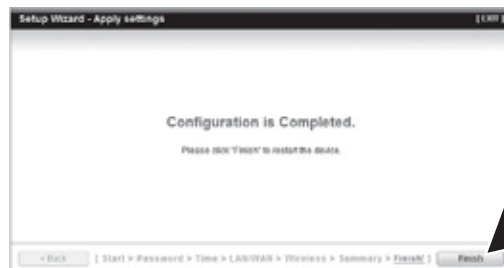 Setup Wizard - Apply settings [ EXIT ]
Configuration is Completed.
Please click 'Finish' to restart the device.
< Back [ Start > Password > Time > LAN/WAN > Wireless > Summary > Finish! ] Finish